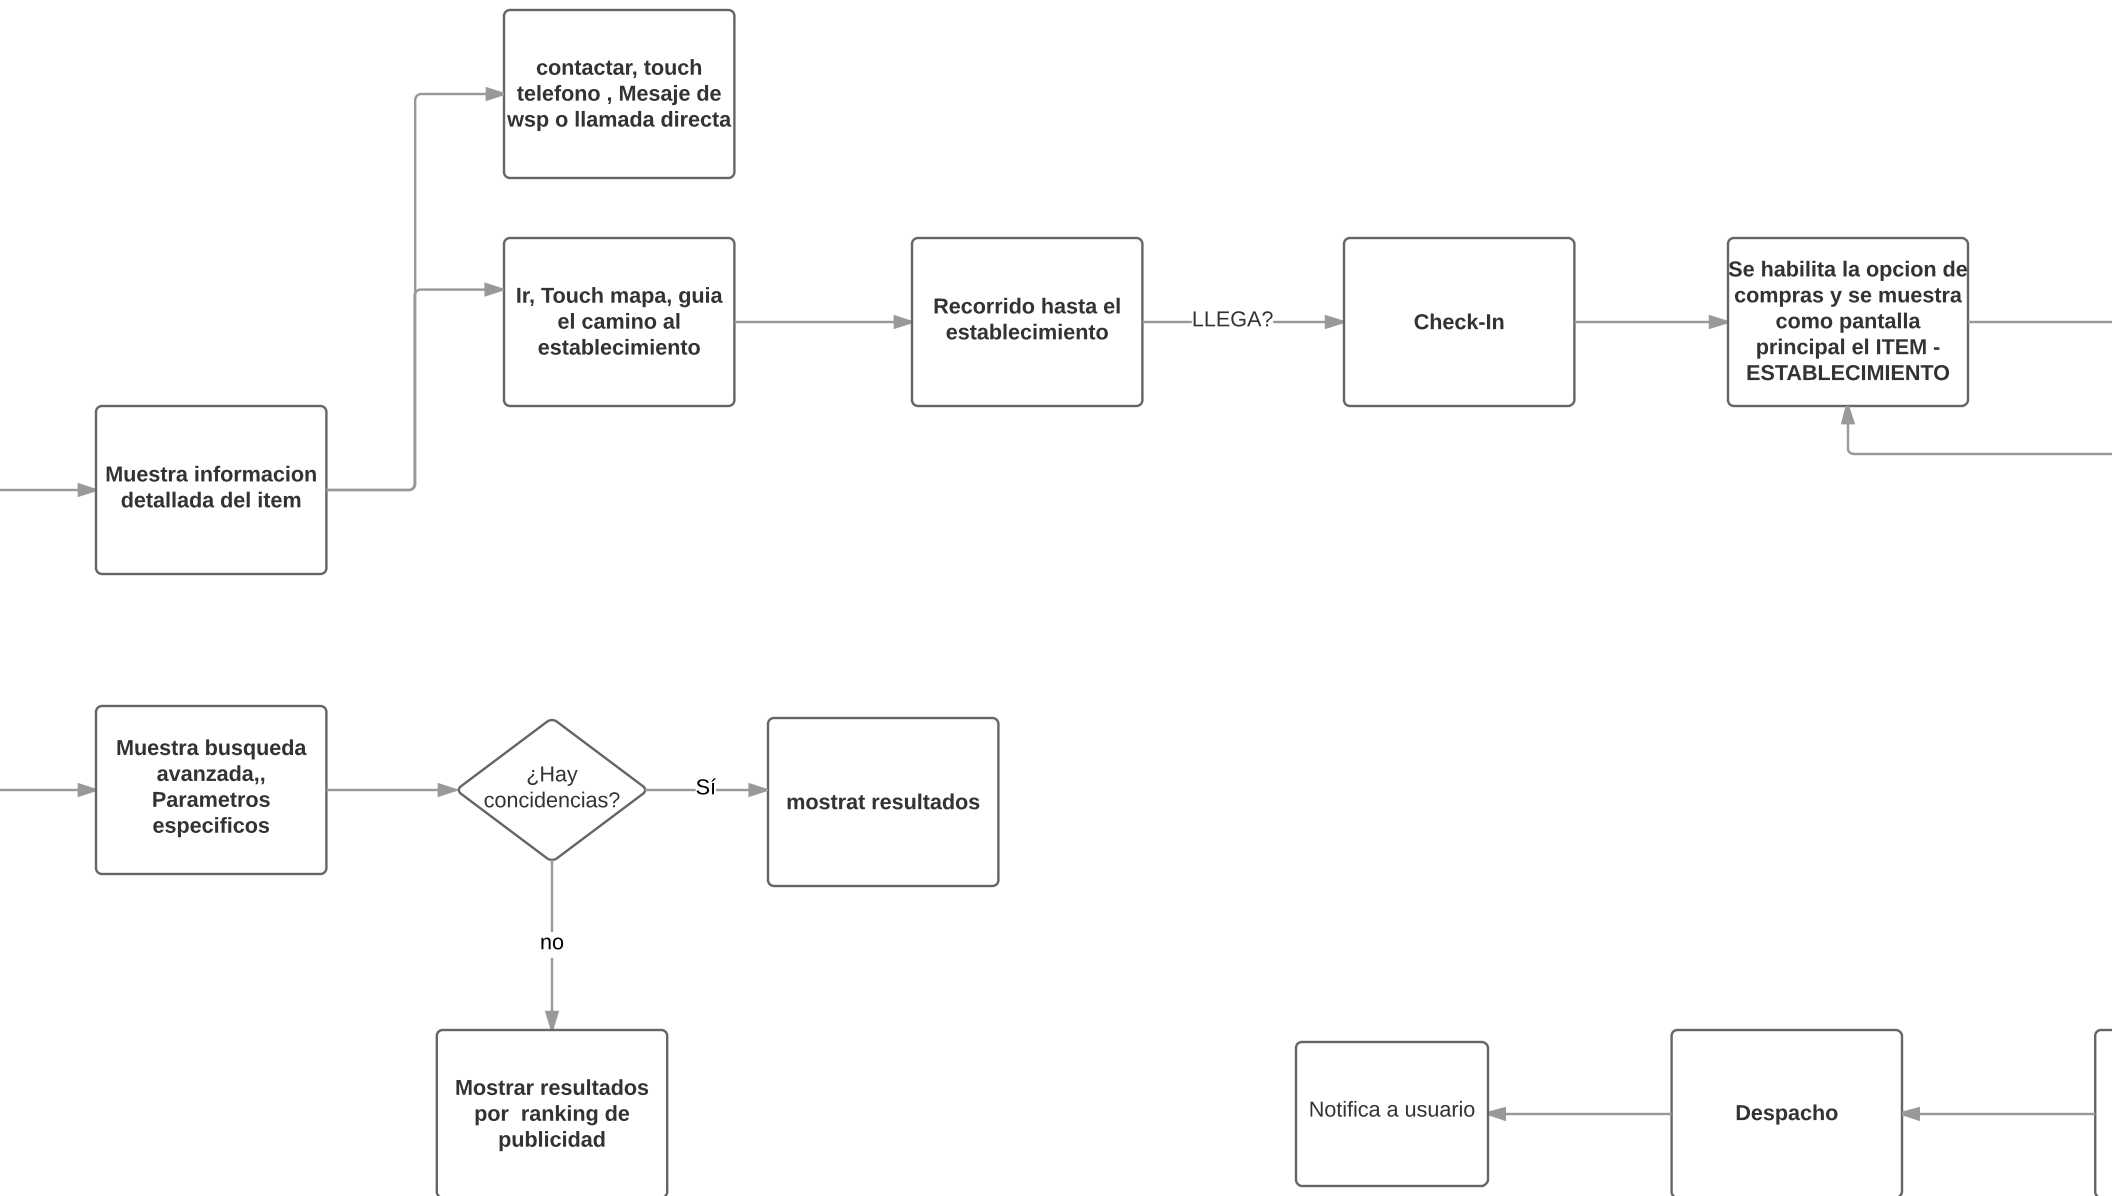 contactar, touch
telefono , Mesaje de
wsp o llamada directa
Ir, Touch mapa, guia
el camino al
establecimiento
Recorrido hasta el
establecimiento
LLEGA?
Check-In
Se habilita la opcion de
compras y se muestra
como pantalla
principal el ITEM -
ESTABLECIMIENTO
Muestra informacion
detallada del item
Muestra busqueda
avanzada,,
Parametros
especificos
¿Hay
concidencias?
Sí
mostrat resultados
no
Mostrar resultados
por  ranking de
publicidad
Notifica a usuario
Despacho